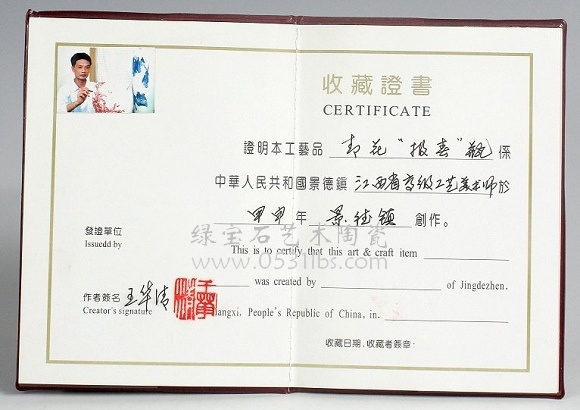 收藏證書
CERTIFICATE
證明本工藝品 青花"报春"瓶 係
中華人民共和國景德鎮 江西省高级工艺美术师 於
甲申 年 景德镇 創作。
發證單位
Issuedd by
绿宝石艺术陶瓷
This is to certify that this art & craft item
www.0531lbs.com
was created by of Jingdezhen.
作者簽名 王华清
Creator's signature
Jiangxi, People's Republic of China, in.
收藏日期,收藏者簽章: